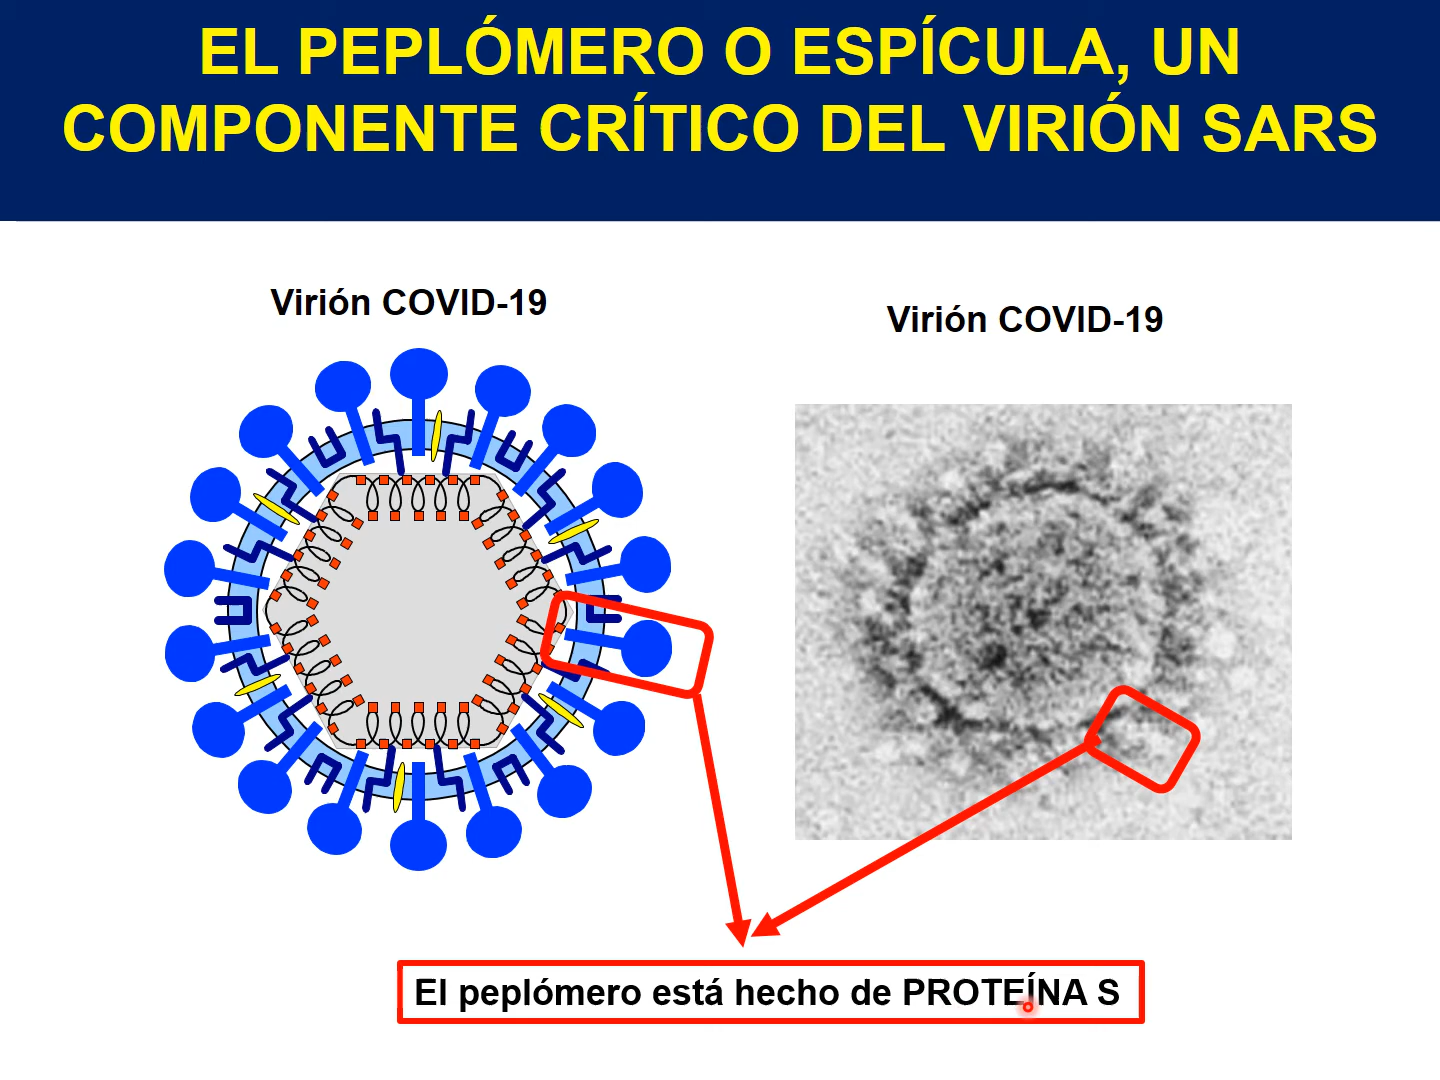 EL PEPLÓMERO O ESPÍCULA, UN
COMPONENTE CRÍTICO DEL VIRIÓN SARS
Virión COVID-19
Virión COVID-19
El peplómero está hecho de PROTEÍNA S